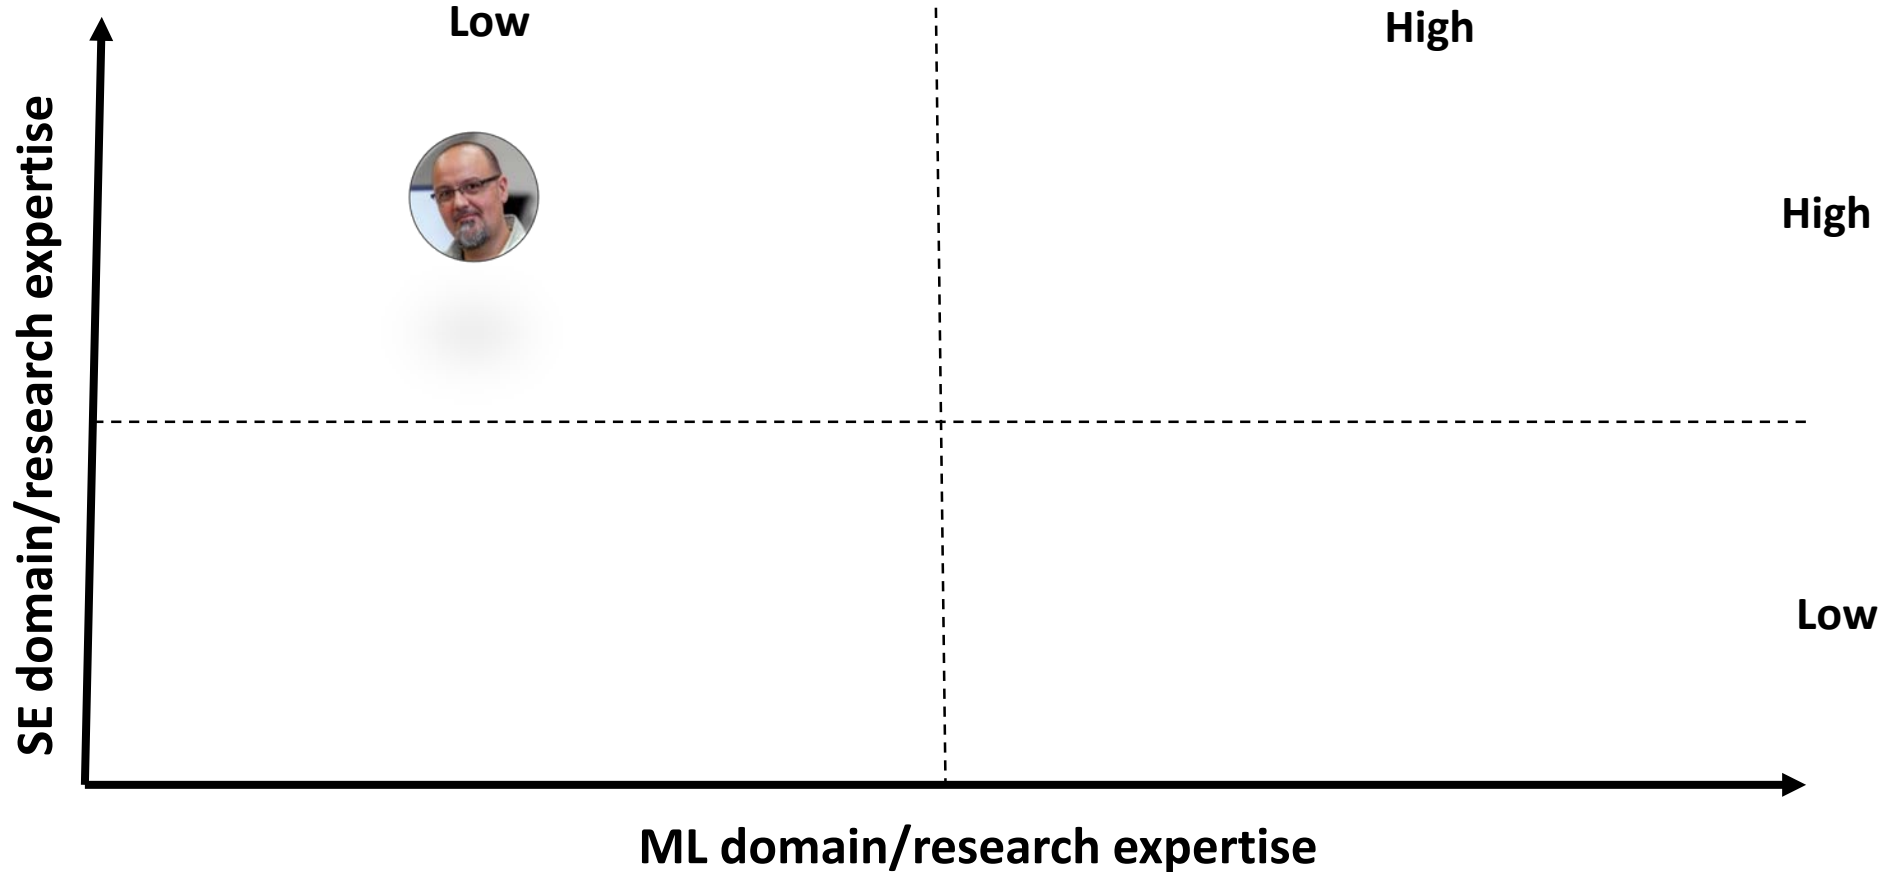 Low
High
SE domain/research expertise
High
Low
ML domain/research expertise